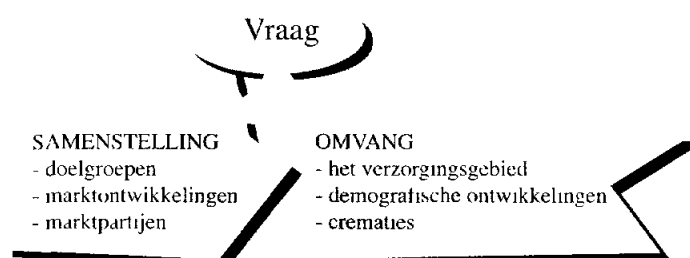 Vraag
SAMENSTELLING
- doelgroepen
- marktontwikkelingen
- marktpartijen
OMVANG
- het verzorgingsgebied
- demografische ontwikkelingen
- crematies